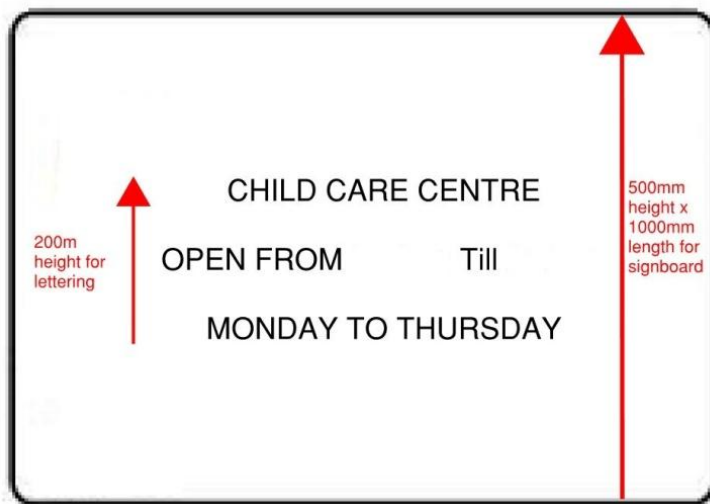 CHILD CARE CENTRE
OPEN FROM Till
MONDAY TO THURSDAY
200m
height for
lettering
500mm
height x
1000mm
length for
signboard